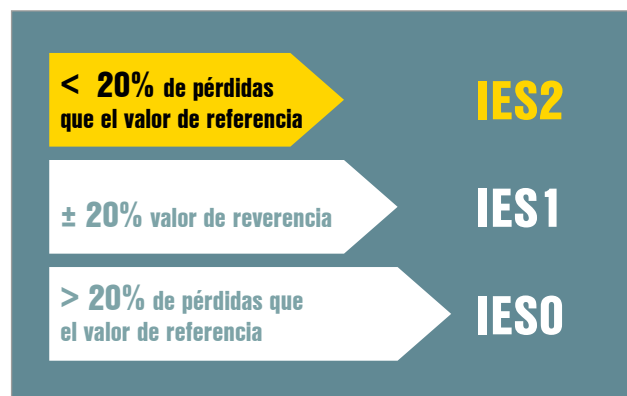 < 20% de pérdidas
que el valor de referencia
IES2
± 20% valor de reverencia
IES1
> 20% de pérdidas que
el valor de referencia
IES0